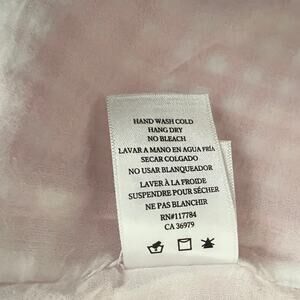 HAND WASH COLD
HANG DRY
NO BLEACH
LAVAR A MANO EN AGUA FRÍA
SECAR COLGADO
NO USAR BLANQUEADOR
LAVER À LA FROIDE
SUSPENDRE POUR SÉCHER
NE PAS BLANCHIR
RN#117784
CA 36979